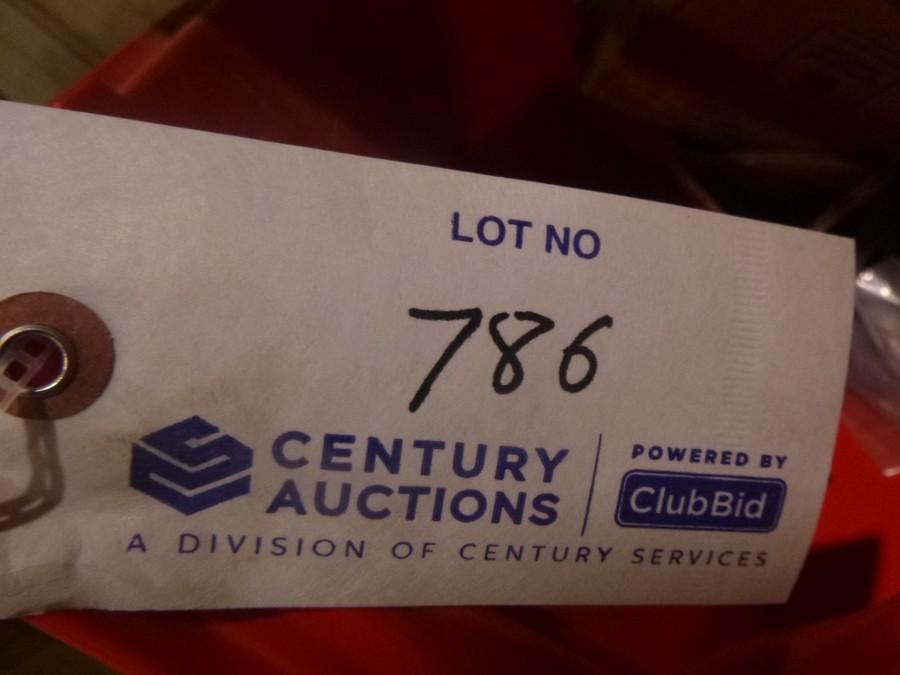 LOT NO
786
CENTURY
AUCTIONS
A DIVISION OF CENTURY SERVICES
POWERED BY
ClubBid